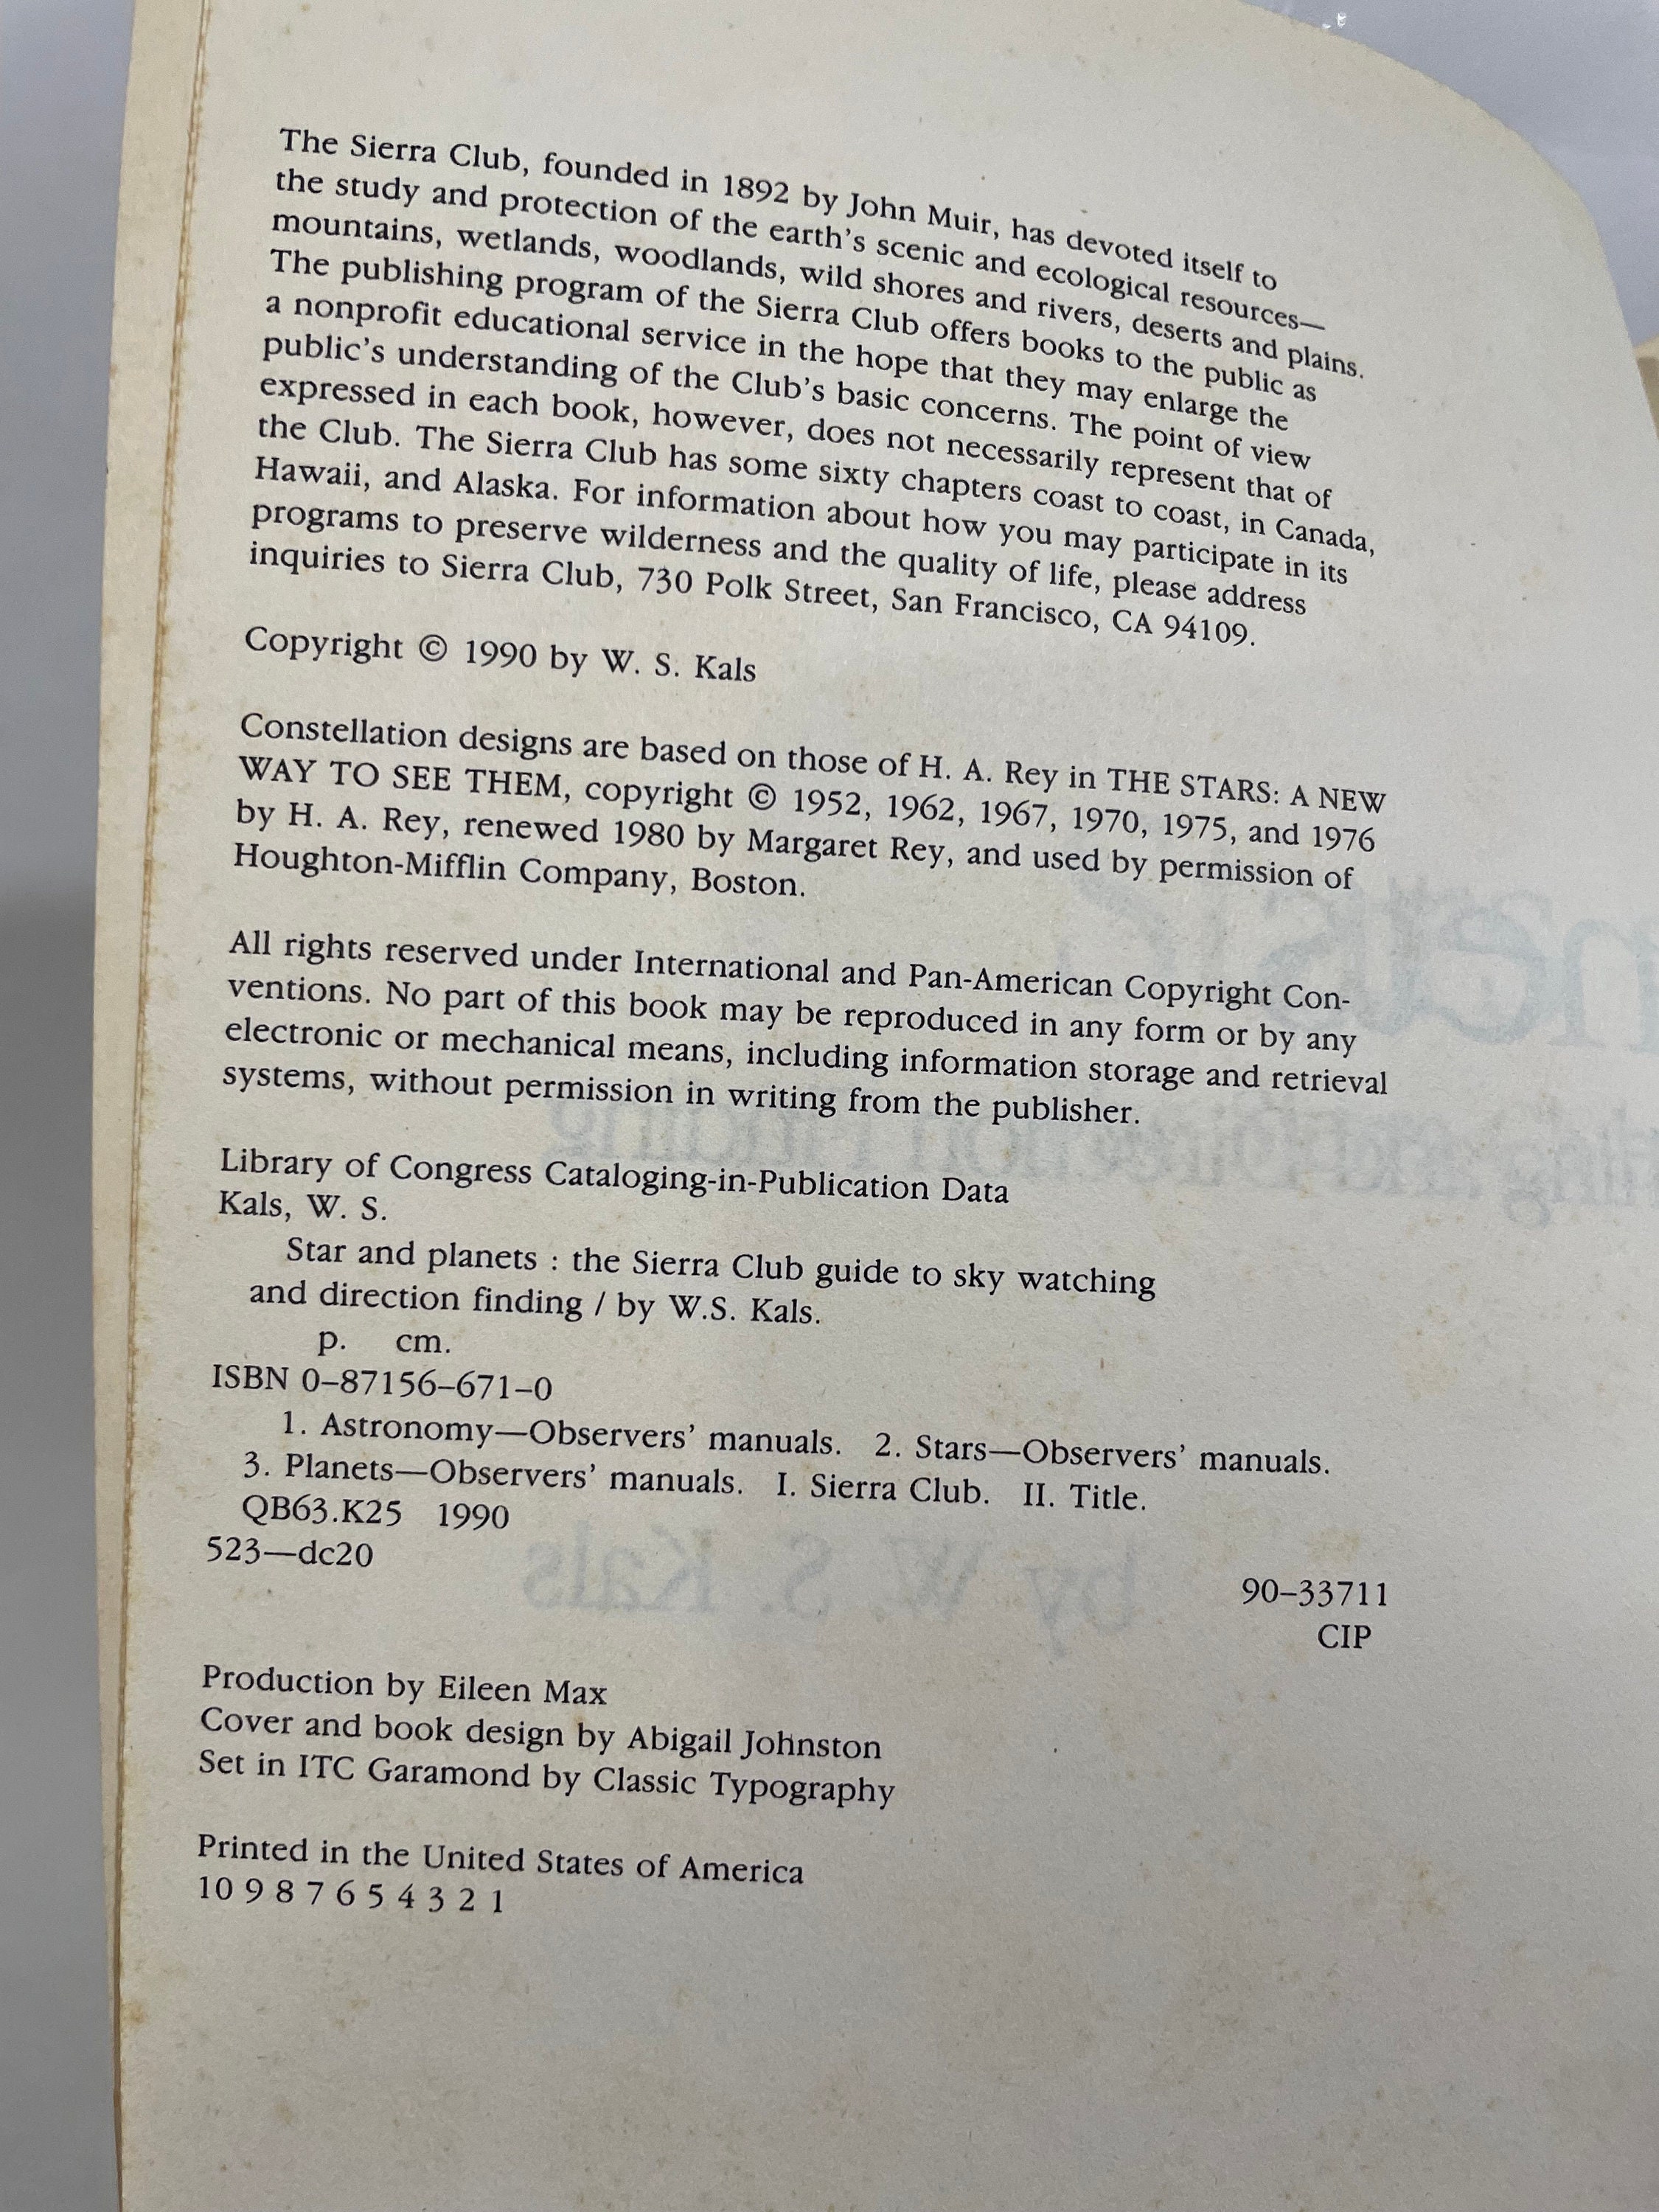 The Sierra Club, founded in 1892 by John Muir, has devoted itself to
the study and protection of the earth's scenic and ecological resources—
mountains, wetlands, woodlands, wild shores and rivers, deserts and plains.
The publishing program of the Sierra Club offers books to the public as
a nonprofit educational service in the hope that they may enlarge the
public's understanding of the Club's basic concerns. The point of view
expressed in each book, however, does not necessarily represent that of
the Club. The Sierra Club has some sixty chapters coast to coast, in Canada,
Hawaii, and Alaska. For information about how you may participate in its
programs to preserve wilderness and the quality of life, please address
inquiries to Sierra Club, 730 Polk Street, San Francisco, CA 94109.
Copyright © 1990 by W. S. Kals
Constellation designs are based on those of H. A. Rey in THE STARS: A NEW
WAY TO SEE THEM, copyright © 1952, 1962, 1967, 1970, 1975, and 1976
by H. A. Rey, renewed 1980 by Margaret Rey, and used by permission of
Houghton-Mifflin Company, Boston.
All rights reserved under International and Pan-American Copyright Con-
ventions. No part of this book may be reproduced in any form or by any
electronic or mechanical means, including information storage and retrieval
systems, without permission in writing from the publisher.
Library of Congress Cataloging-in-Publication Data
Kals, W. S.
Star and planets : the Sierra Club guide to sky watching
and direction finding / by W.S. Kals.
p. cm.
ISBN 0–87156–671–0
1. Astronomy—Observers' manuals. 2. Stars—Observers' manuals.
3. Planets—Observers' manuals. I. Sierra Club. II. Title.
QB63.K25 1990
523—dc20
90–33711
CIP
Production by Eileen Max
Cover and book design by Abigail Johnston
Set in ITC Garamond by Classic Typography
Printed in the United States of America
10 9 8 7 6 5 4 3 2 1